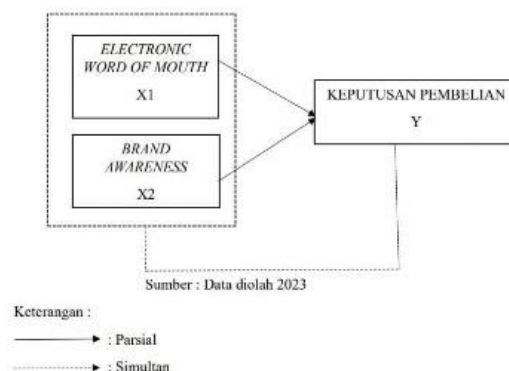 ELECTRONIC
WORD OF MOUTH
X1
KEPUTUSAN PEMBELIAN
Y
BRAND
AWARENESS
X2
Sumber : Data diolah 2023
Keterangan :
: Parsial
: Simultan